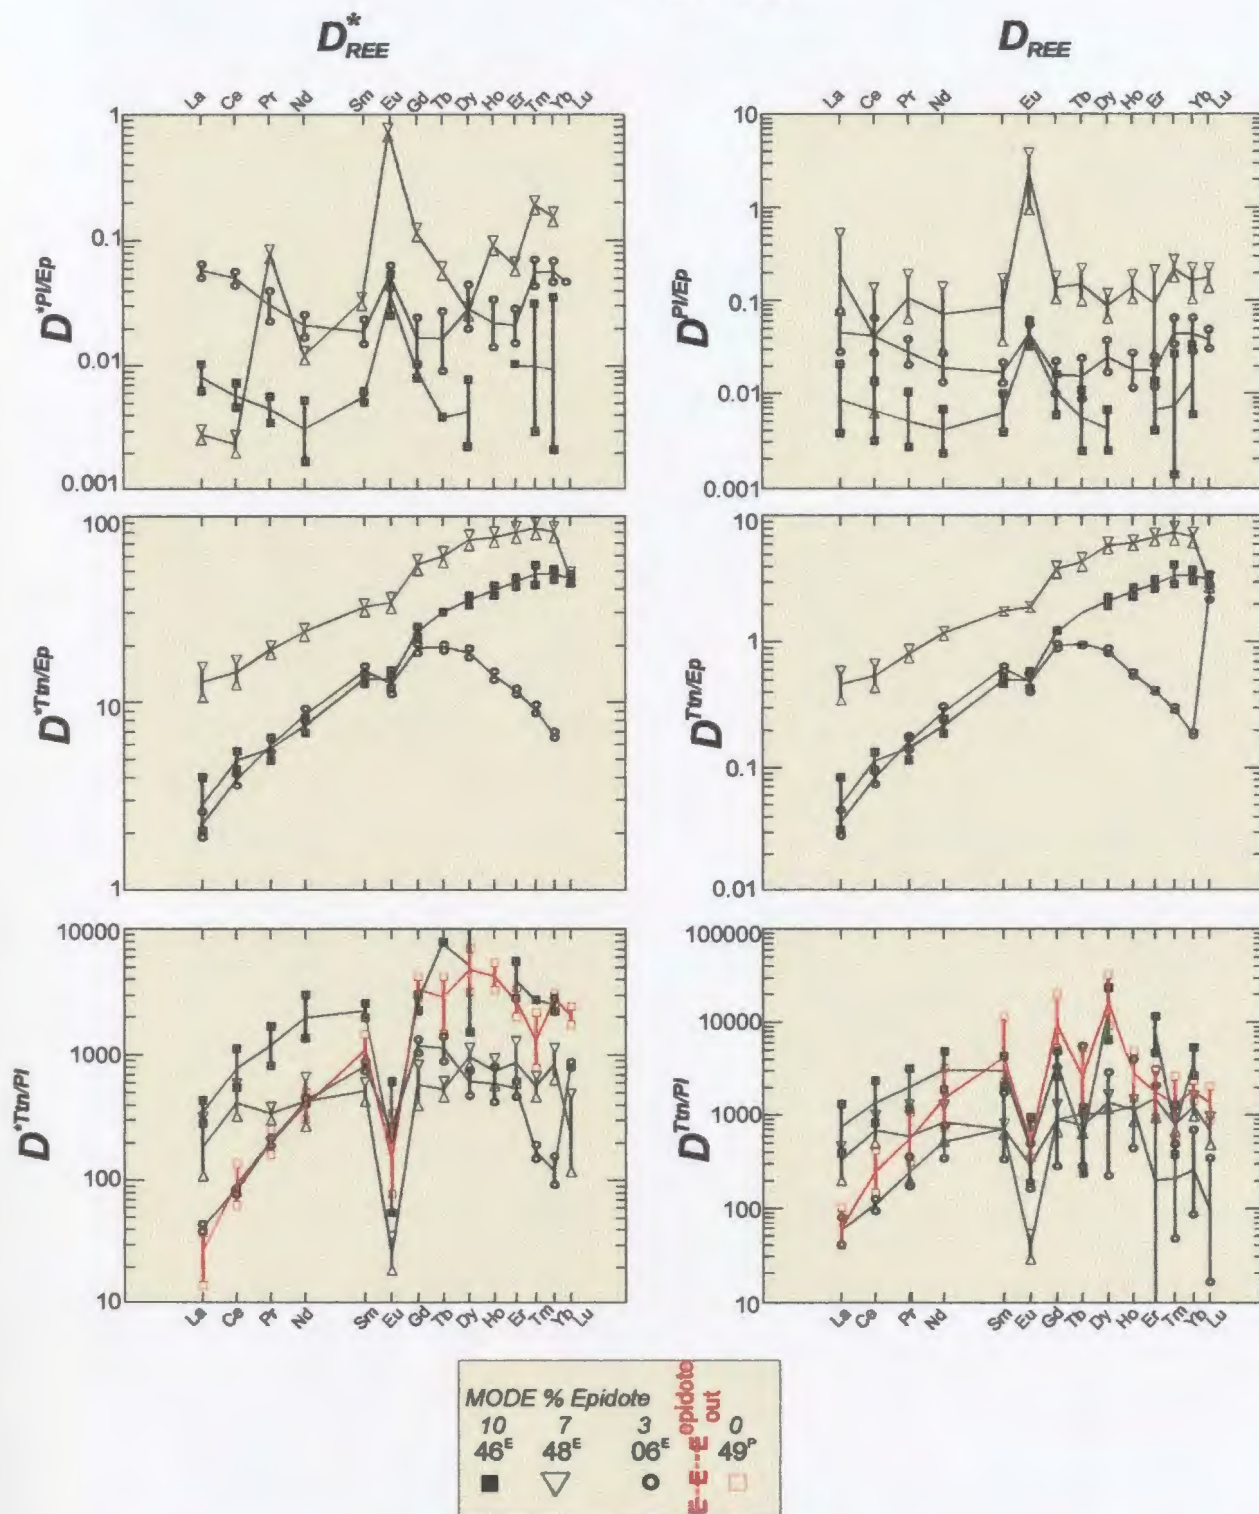 D*REE
DREE
La Ce Pr Nd Sm Eu Gd Tb Dy Ho Er Tm Yb Lu
La Ce Pr Nd Eu Tb Dy Ho Er Yb Lu
D*Pl/Ep
1
0.1
0.01
0.001
DPl/Ep
10
1
0.1
0.01
0.001
D*Ttn/Ep
100
10
1
DTtn/Ep
10
1
0.1
0.01
D*Ttn/Pl
10000
1000
100
10
DTtn/Pl
100000
10000
1000
100
10
La Ce Pr Nd Sm Eu Gd Tb Dy Ho Er Tm Yb Lu
La Ce Pr Nd Sm Eu Gd Tb Dy Ho Er Tm Yb Lu
MODE % Epidote
10 7 3 0
46E 48E 06E 49P
E--E--E epidote out